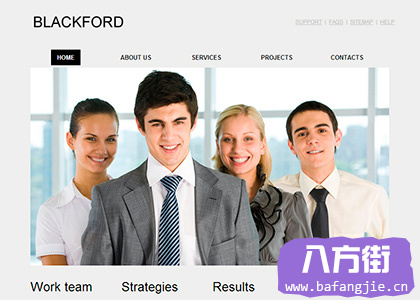 BLACKFORD
SUPPORT | FAQS | SITEMAP | HELP
HOME ABOUT US SERVICES PROJECTS CONTACTS
Work team Strategies Results
八方街
www.bafangjie.cn